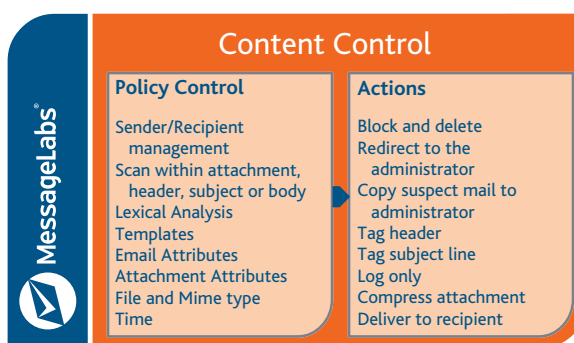 MessageLabs®
Content Control
Policy Control
Sender/Recipient
management
Scan within attachment,
header, subject or body
Lexical Analysis
Templates
Email Attributes
Attachment Attributes
File and Mime type
Time
Actions
Block and delete
Redirect to the
administrator
Copy suspect mail to
administrator
Tag header
Tag subject line
Log only
Compress attachment
Deliver to recipient